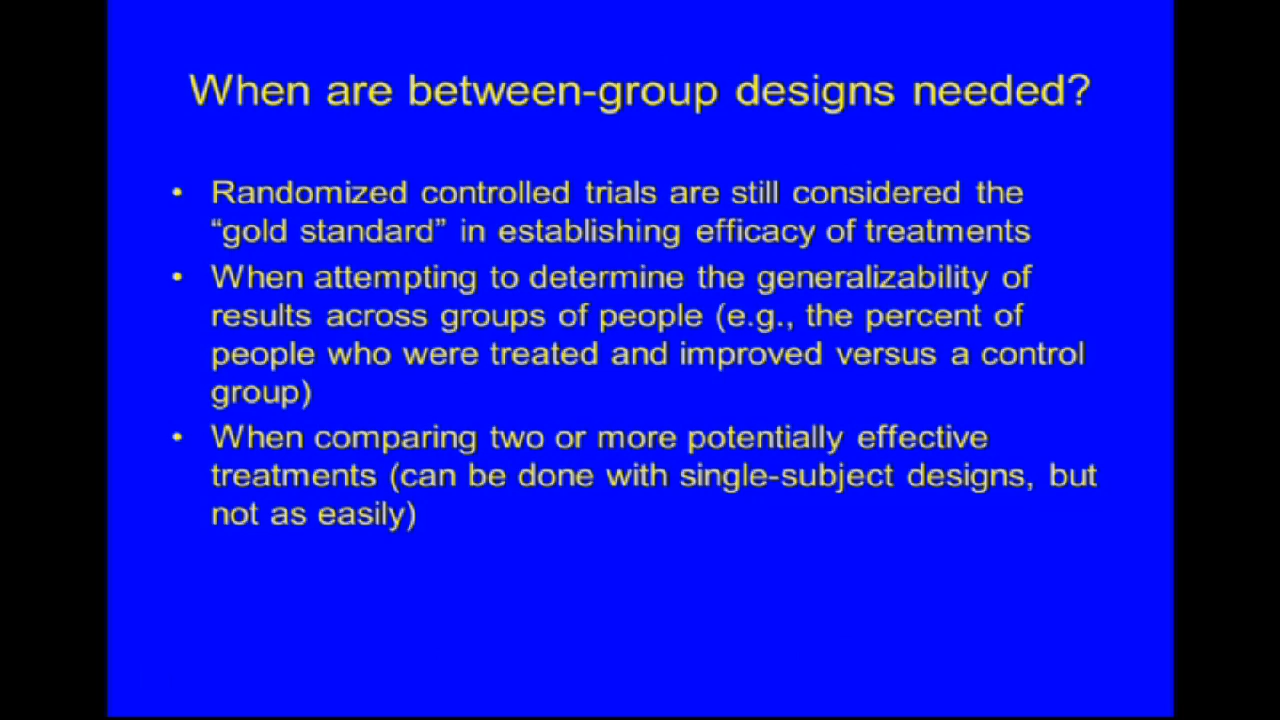 When are between-group designs needed?
• Randomized controlled trials are still considered the
“gold standard” in establishing efficacy of treatments
• When attempting to determine the generalizability of
results across groups of people (e.g., the percent of
people who were treated and improved versus a control
group)
• When comparing two or more potentially effective
treatments (can be done with single-subject designs, but
not as easily)